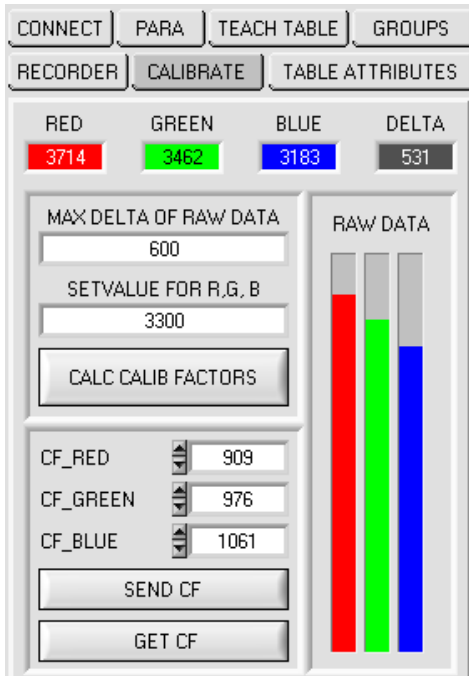 CONNECT PARA TEACH TABLE GROUPS
RECORDER CALIBRATE TABLE ATTRIBUTES
RED GREEN BLUE DELTA
3714 3462 3183 531
MAX DELTA OF RAW DATA
600
SETVALUE FOR R,G, B
3300
CALC CALIB FACTORS
RAW DATA
CF_RED 909
CF_GREEN 976
CF_BLUE 1061
SEND CF
GET CF